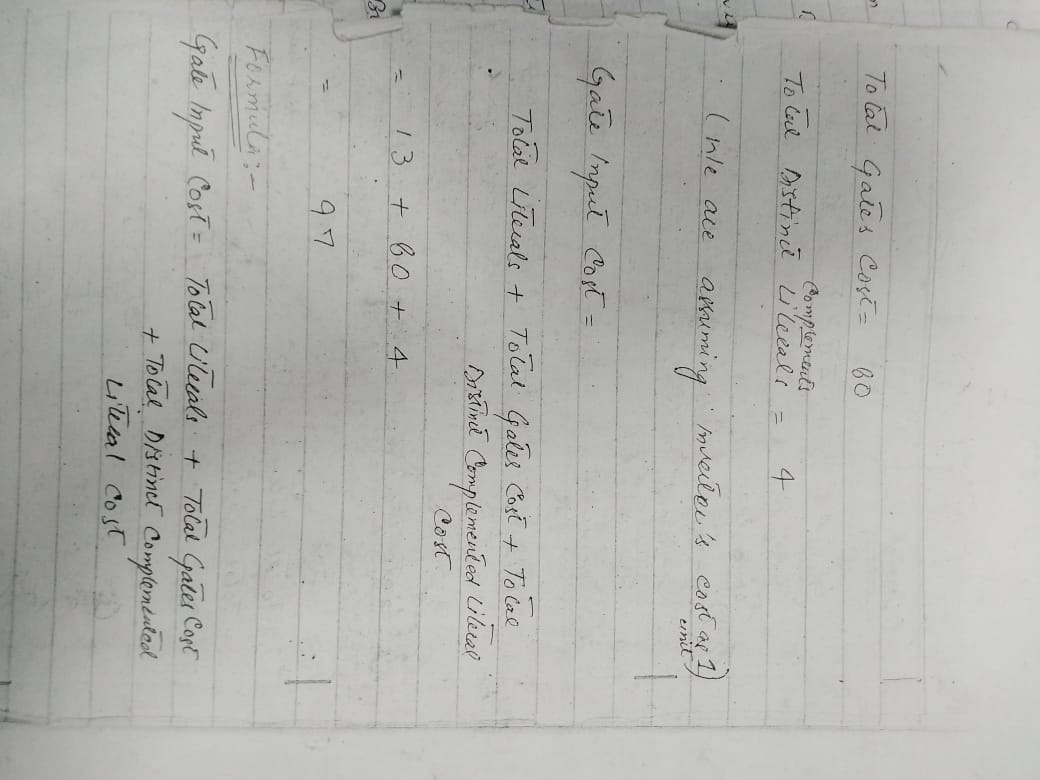 Total Gates Cost = 80
Complements
Total Distinct Literals = 4
(We are assuming inverter's cost as 1)
unit
Gate Input Cost =
Total Literals + Total Gates Cost + Total
Distinct Complemented Literal
Cost
= 13 + 80 + 4
= 97
Formula:-
Gate Input Cost = Total Literals + Total Gates Cost
+ Total Distinct Complemented
Literal Cost